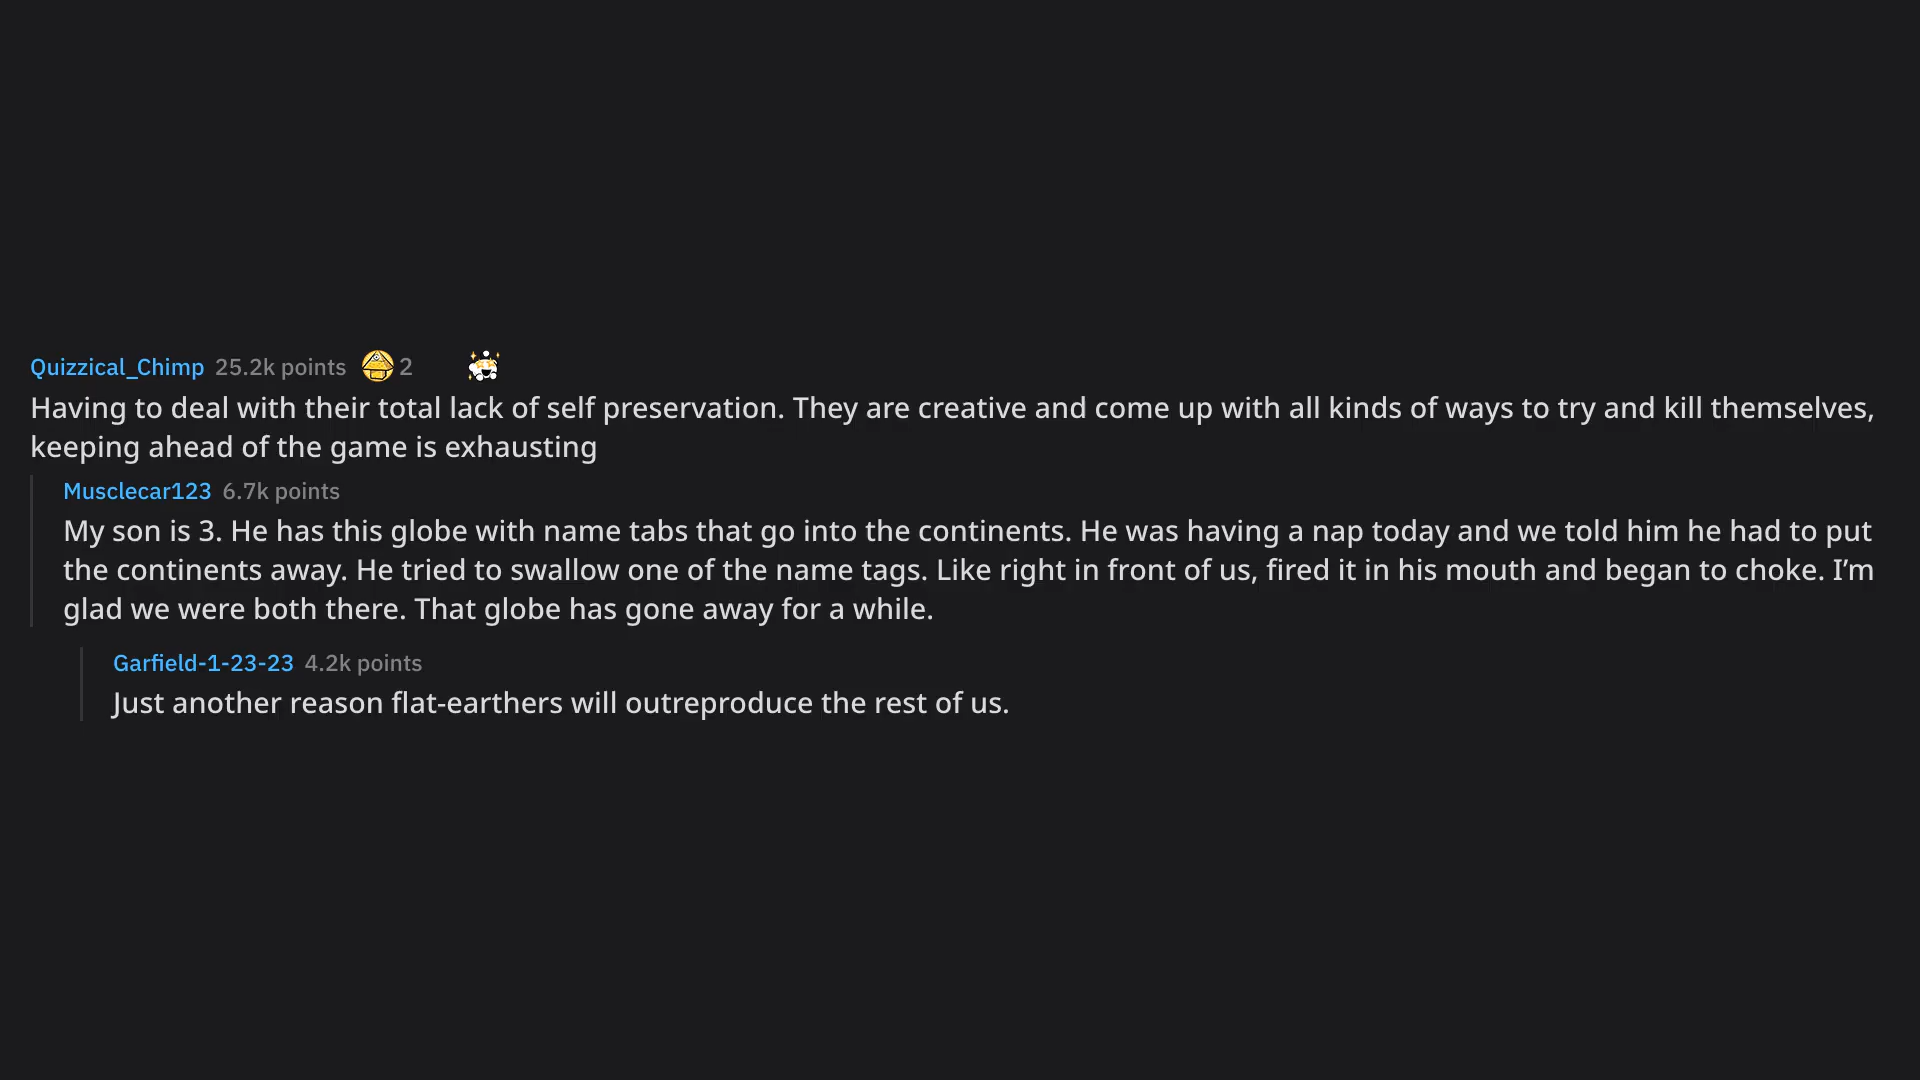 Quizzical_Chimp 25.2k points 2
Having to deal with their total lack of self preservation. They are creative and come up with all kinds of ways to try and kill themselves,
keeping ahead of the game is exhausting
Musclecar123 6.7k points
My son is 3. He has this globe with name tabs that go into the continents. He was having a nap today and we told him he had to put
the continents away. He tried to swallow one of the name tags. Like right in front of us, fired it in his mouth and began to choke. I’m
glad we were both there. That globe has gone away for a while.
Garfield-1-23-23 4.2k points
Just another reason flat-earthers will outreproduce the rest of us.